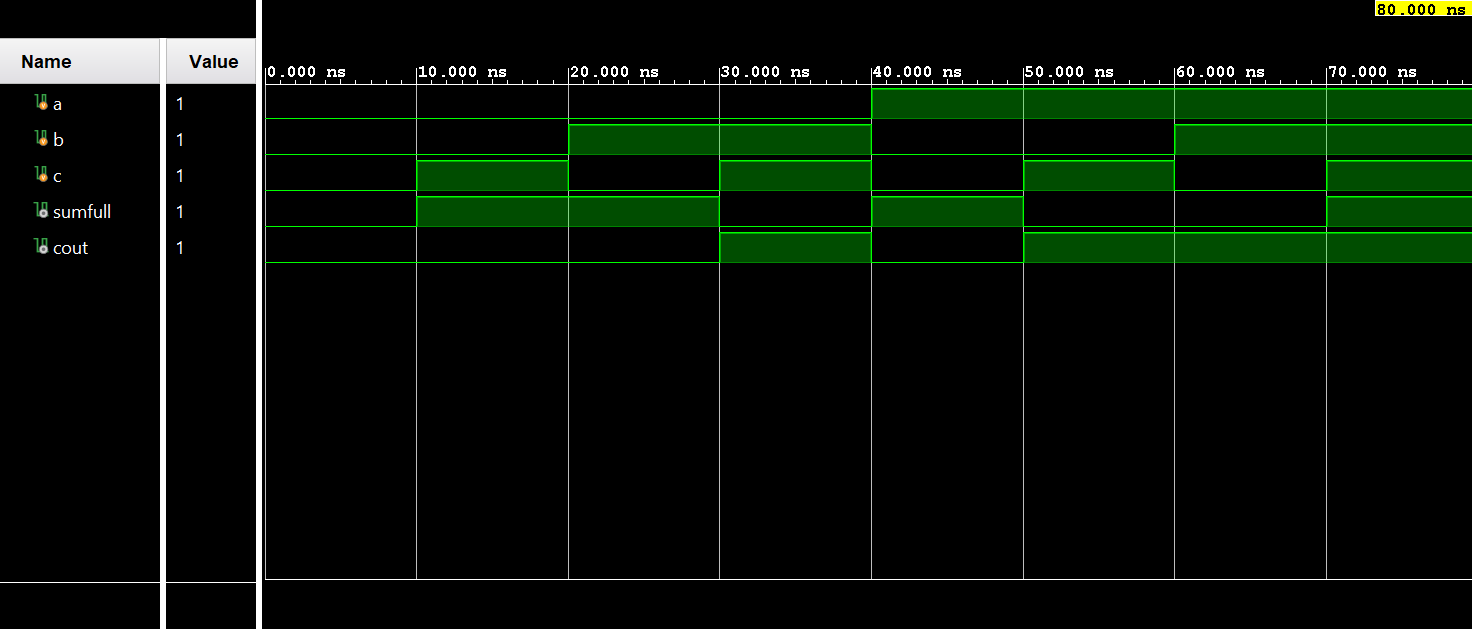 80.000 ns
Name Value
0.000 ns 10.000 ns 20.000 ns 30.000 ns 40.000 ns 50.000 ns 60.000 ns 70.000 ns
a 1
b 1
c 1
sumfull 1
cout 1